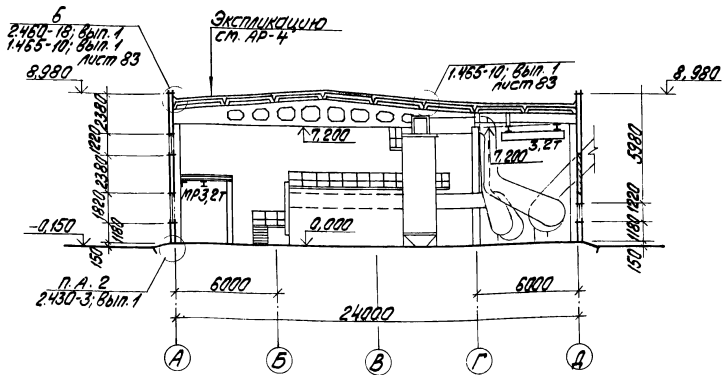 6
2.460-18; вып. 1
1.465-10; вып. 1
лист 83
Экспликацию
см. АР-4
1.465-10; вып. 1
лист 83
8,980
8,980
2380
1220
2380
1820
1180
150
7,200
7,200
3,2т
МР3,2т
0,000
-0,150
5980
1220
1180
150
п. А. 2
2.430-3; вып. 1
6000
6000
24000
А
Б
В
Г
Д